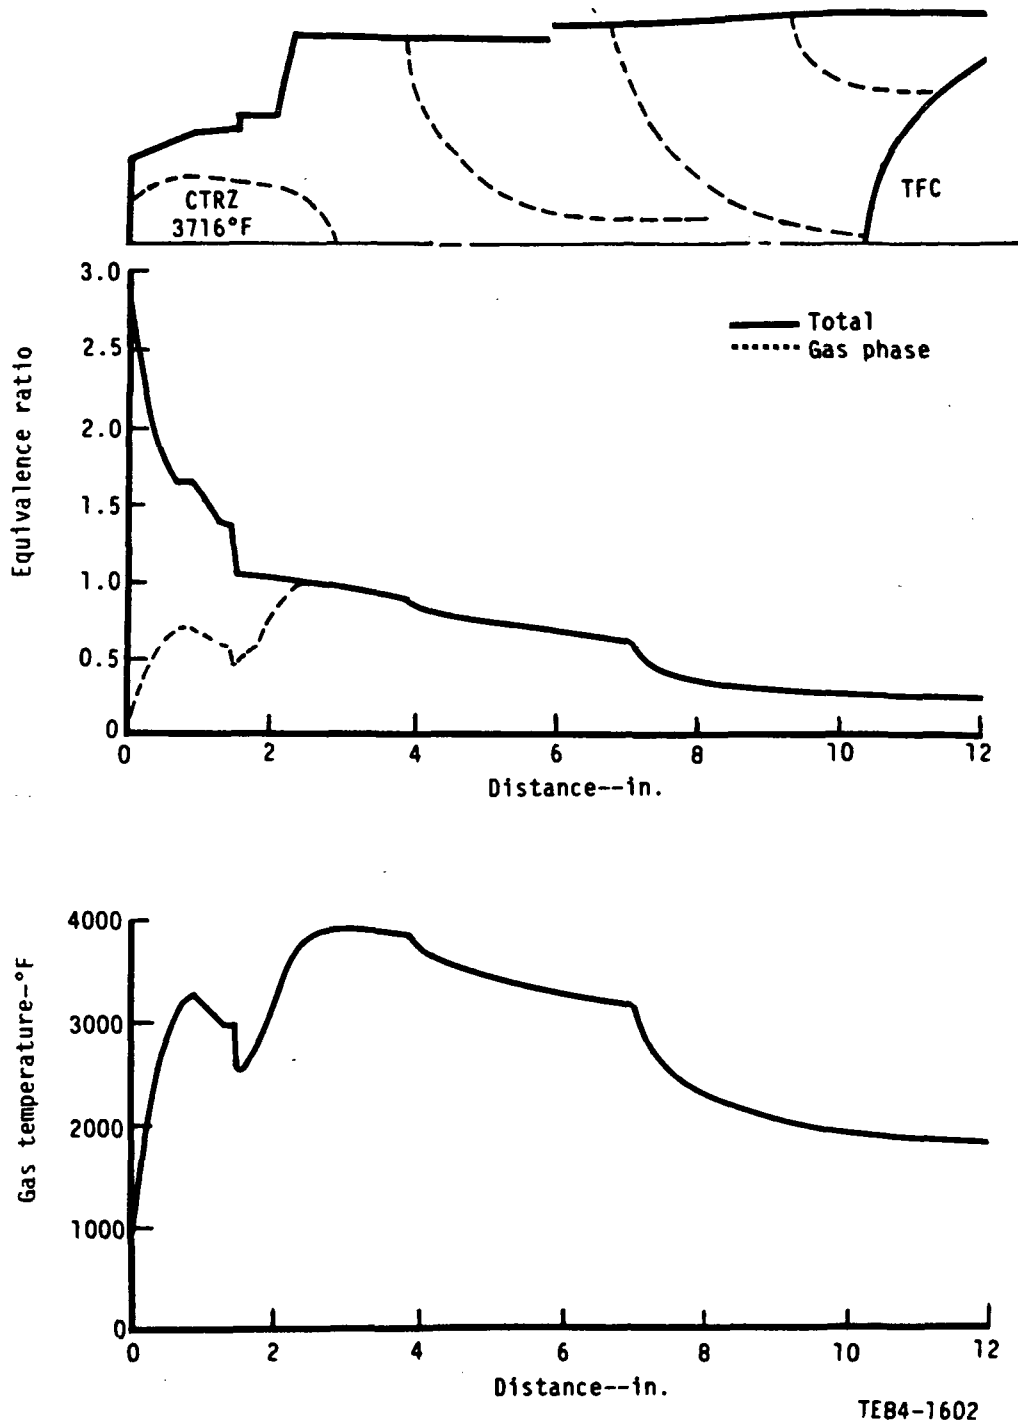 CTRZ
3716°F
TFC
3.0
2.5
2.0
1.5
1.0
0.5
0
Equivalence ratio
Total
Gas phase
0 2 4 6 8 10 12
Distance--in.
4000
3000
2000
1000
0
Gas temperature-°F
0 2 4 6 8 10 12
Distance--in.
TE84-1602